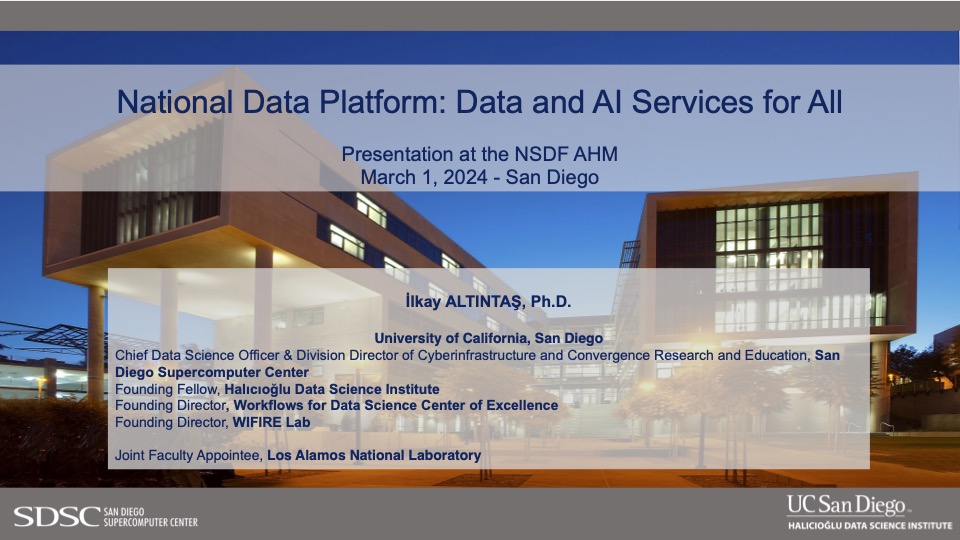 National Data Platform: Data and AI Services for All
Presentation at the NSDF AHM
March 1, 2024 - San Diego
İlkay ALTINTAŞ, Ph.D.
University of California, San Diego
Chief Data Science Officer & Division Director of Cyberinfrastructure and Convergence Research and Education, San
Diego Supercomputer Center
Founding Fellow, Halıcıoğlu Data Science Institute
Founding Director, Workflows for Data Science Center of Excellence
Founding Director, WIFIRE Lab
Joint Faculty Appointee, Los Alamos National Laboratory
SDSC SAN DIEGO
SUPERCOMPUTER CENTER
UC San Diego
HALICIOĞLU DATA SCIENCE INSTITUTE